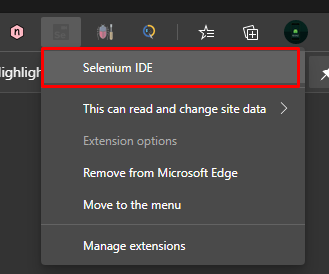 Selenium IDE
Highligh
This can read and change site data
Extension options
Remove from Microsoft Edge
Move to the menu
Manage extensions